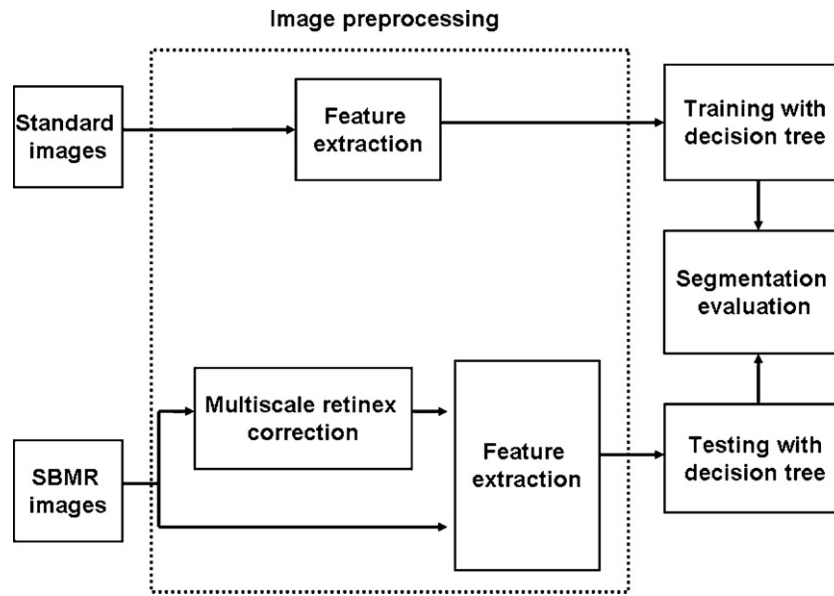 Image preprocessing
Standard
images
Feature
extraction
Training with
decision tree
Segmentation
evaluation
Multiscale retinex
correction
SBMR
images
Feature
extraction
Testing with
decision tree